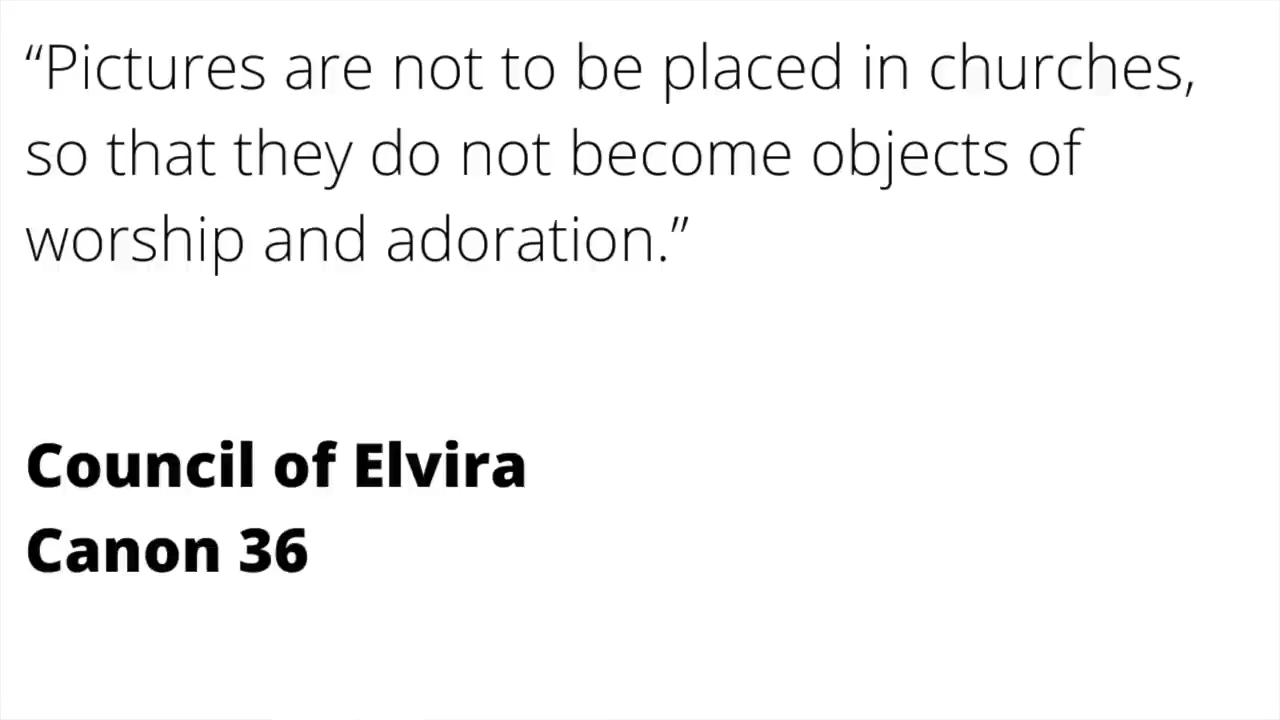 “Pictures are not to be placed in churches,
so that they do not become objects of
worship and adoration.”
Council of Elvira
Canon 36